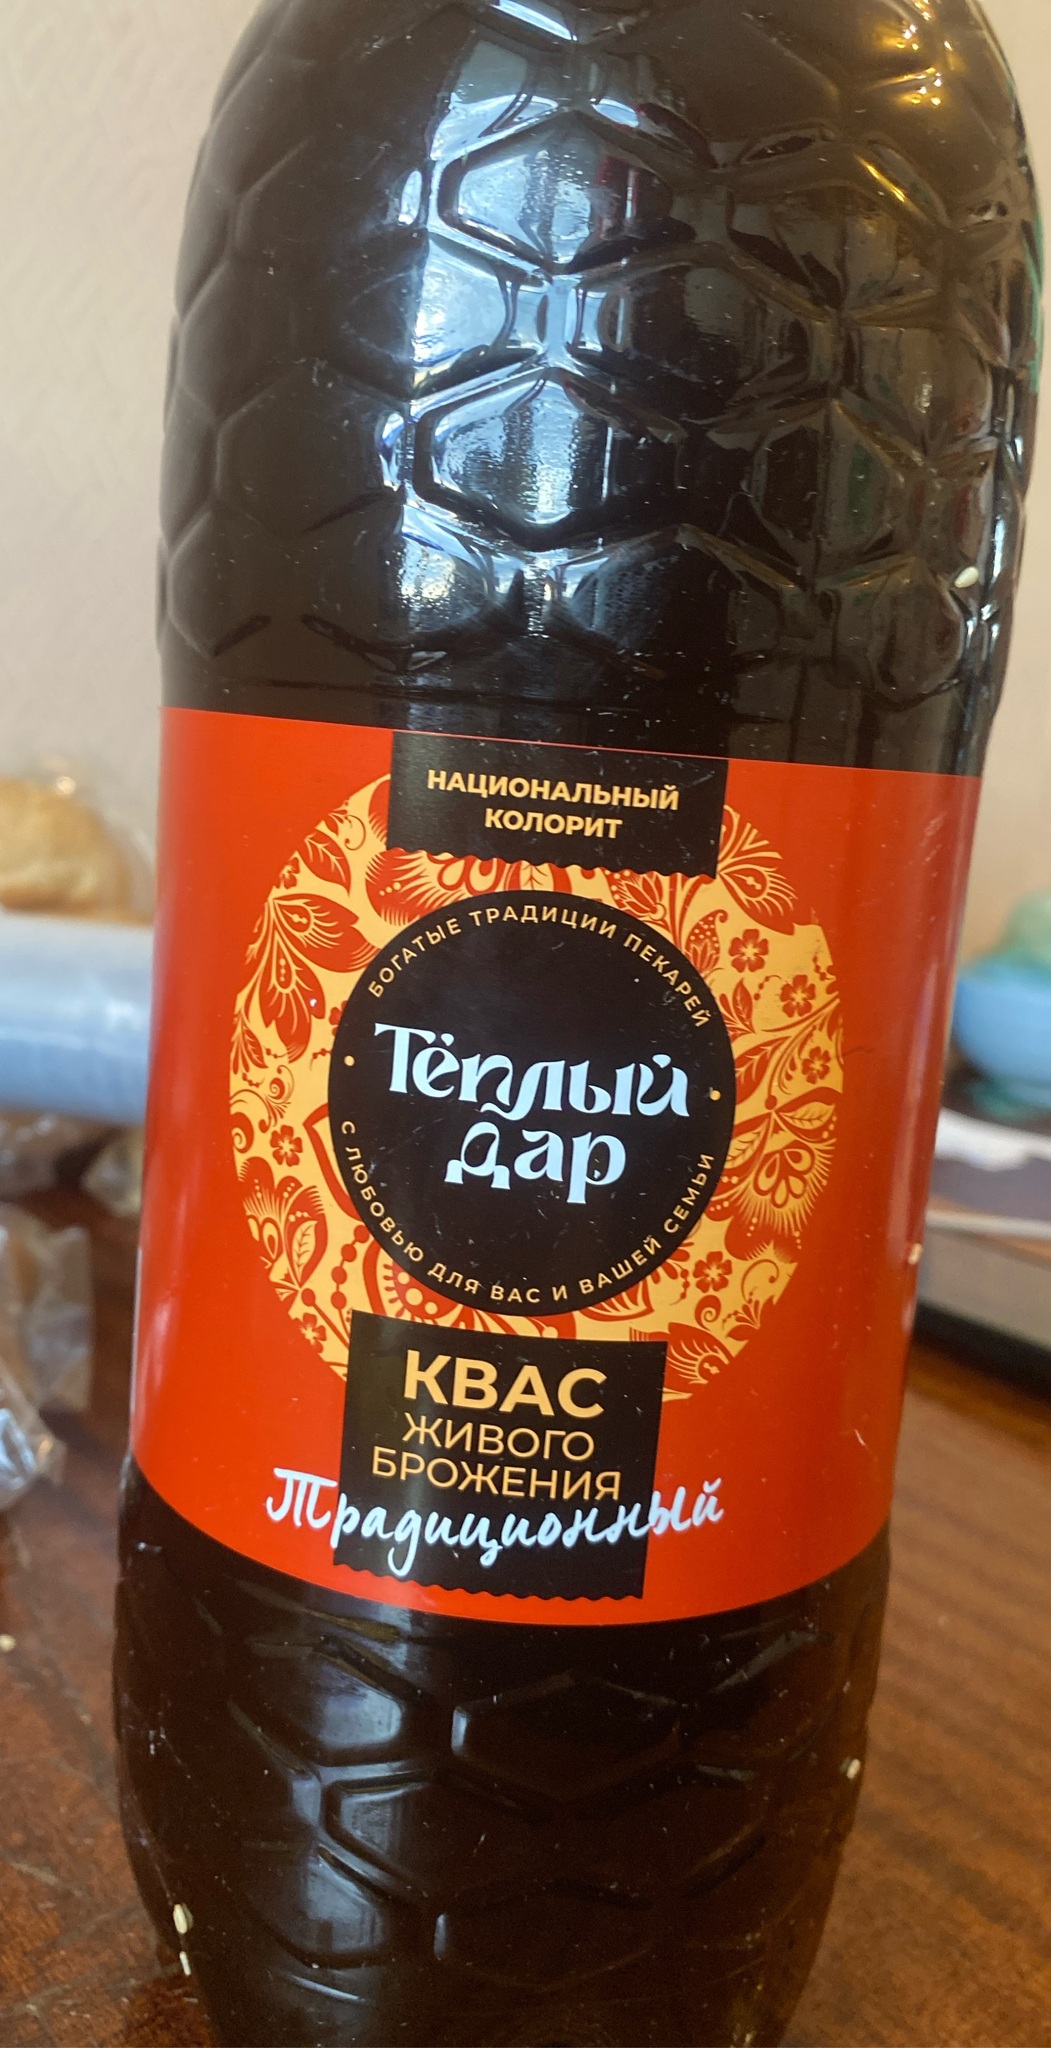 НАЦИОНАЛЬНЫЙ
КОЛОРИТ
БОГАТЫЕ ТРАДИЦИИ ПЕКАРЕЙ
Тёплый
дар
С ЛЮБОВЬЮ ДЛЯ ВАС И ВАШЕЙ СЕМЬИ
КВАС
ЖИВОГО
БРОЖЕНИЯ
Традиционный